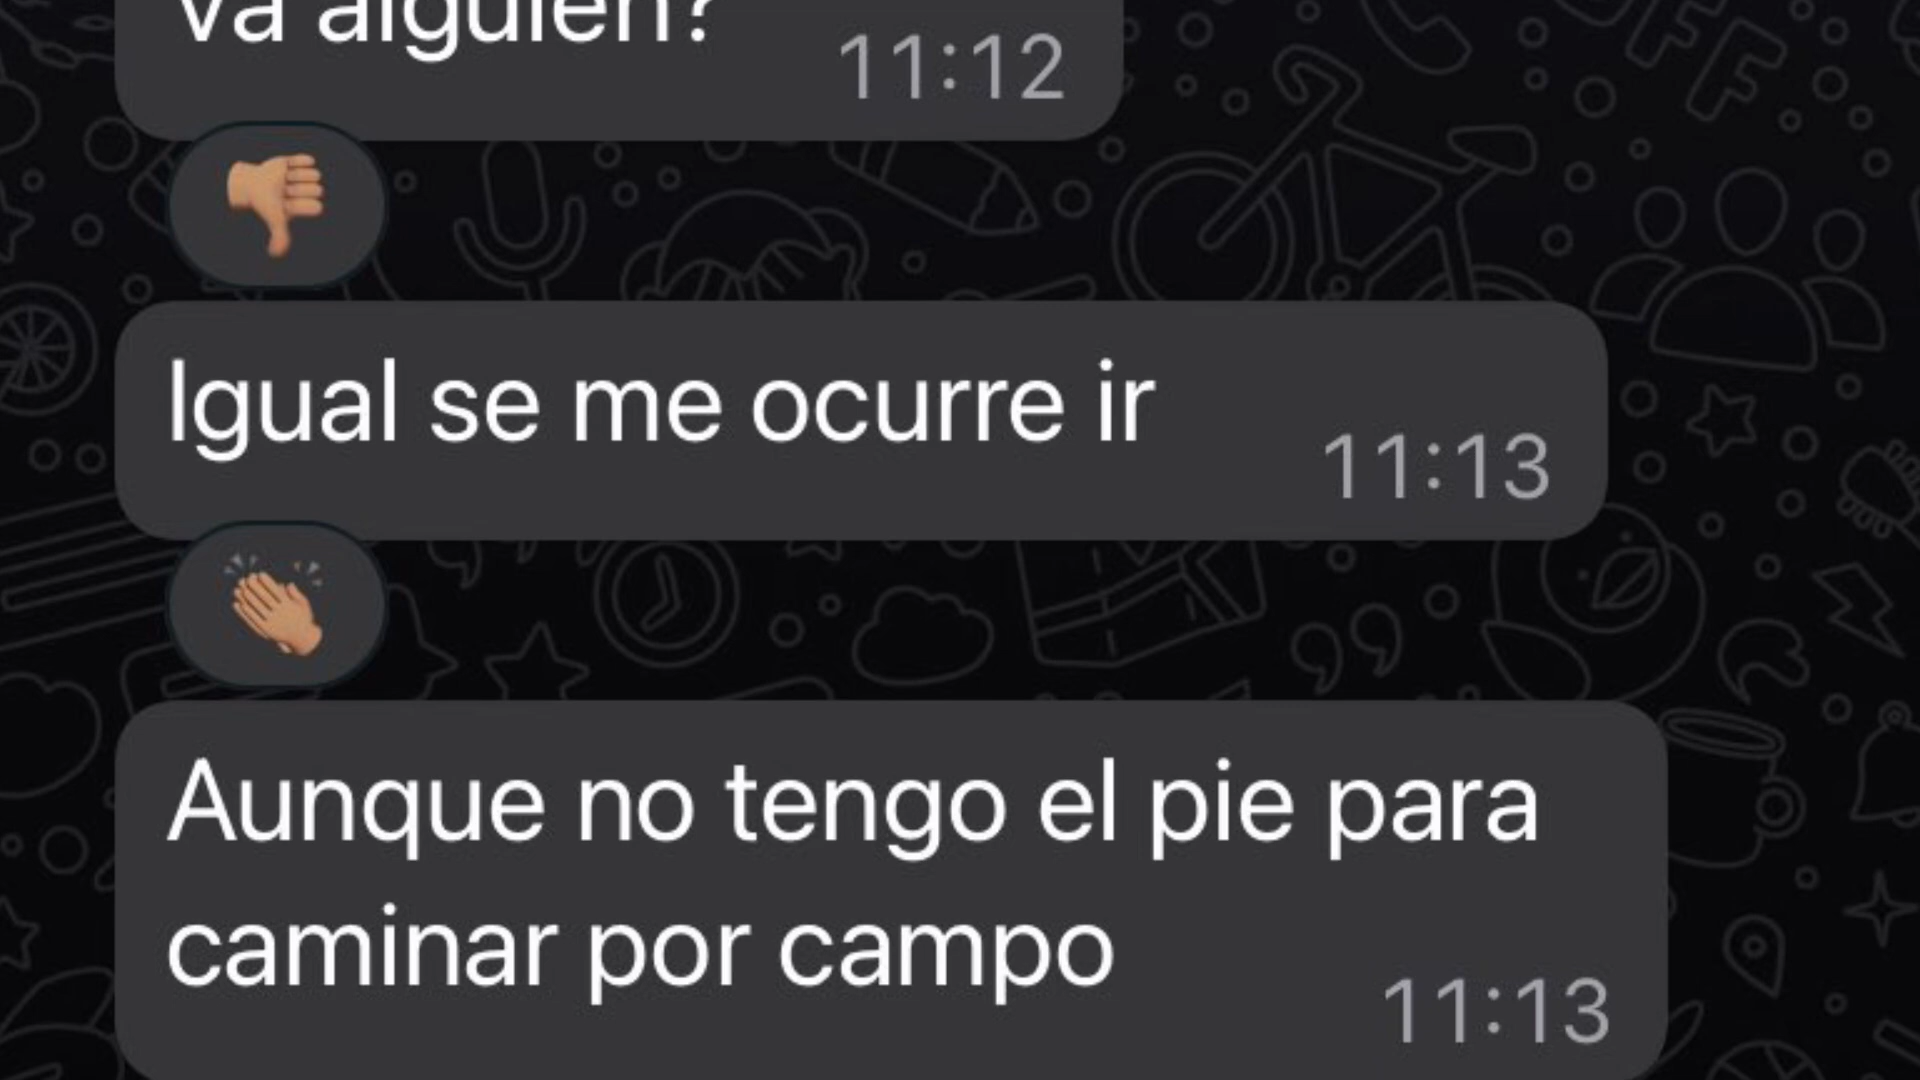 Va alguien?
11:12
Igual se me ocurre ir
11:13
Aunque no tengo el pie para
caminar por campo
11:13